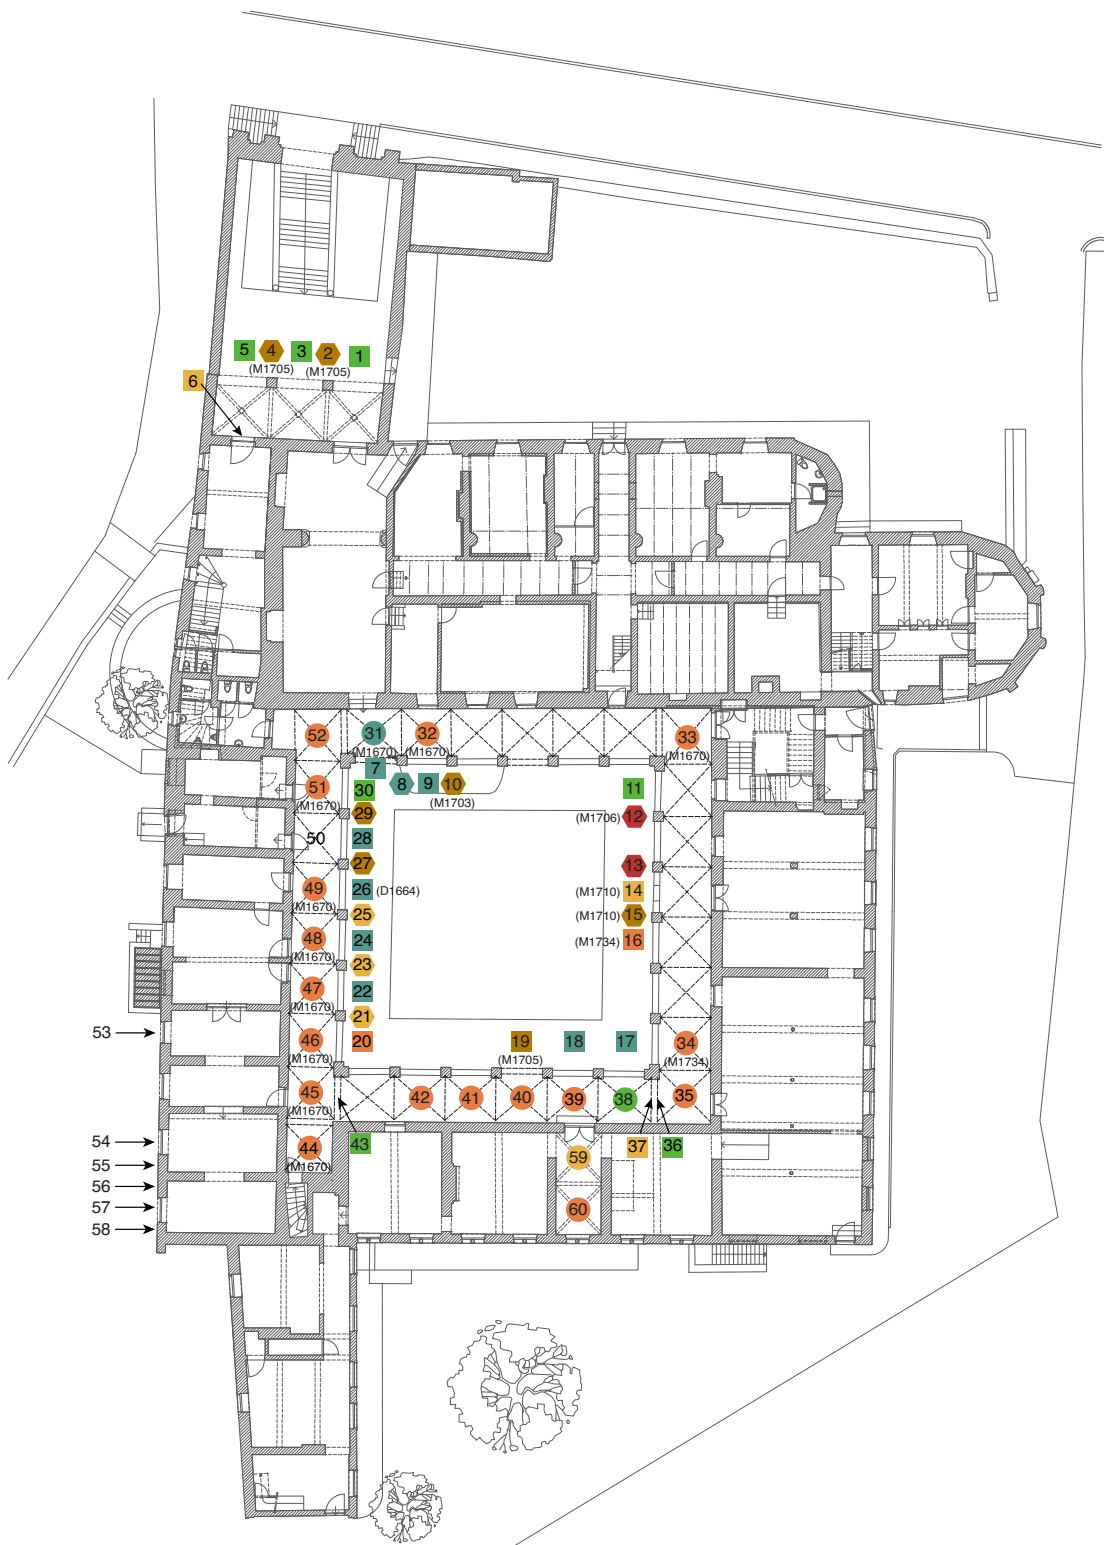 5 4 3 2 1
(M1705) (M1705)
6
52 31 32 33
(M1670) (M1670) (M1670)
7
51 30 8 9 10 11
(M1670) (M1703)
29 (M1706) 12
50 28
27 13
49 26 (D1664) (M1710) 14
(M1670)
25 (M1710) 15
48 24 (M1734) 16
(M1670)
23
47 22
(M1670)
21
53
46 20 19 18 17 34
(M1670) (M1705) (M1734)
45 42 41 40 39 38 35
(M1670)
54 44 43 37 36
(M1670)
55 59
56
57 60
58